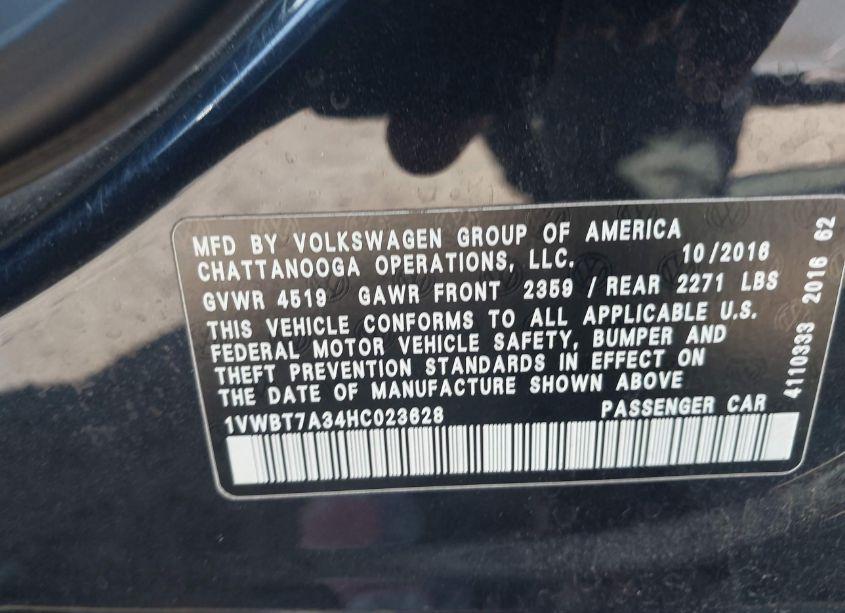 MFD BY VOLKSWAGEN GROUP OF AMERICA
CHATTANOOGA OPERATIONS, LLC. 10/2016
GVWR 4519 GAWR FRONT 2359 / REAR 2271 LBS
THIS VEHICLE CONFORMS TO ALL APPLICABLE U.S.
FEDERAL MOTOR VEHICLE SAFETY, BUMPER AND
THEFT PREVENTION STANDARDS IN EFFECT ON
THE DATE OF MANUFACTURE SHOWN ABOVE
1VWBT7A34HC023628 PASSENGER CAR
4110333 2016 62